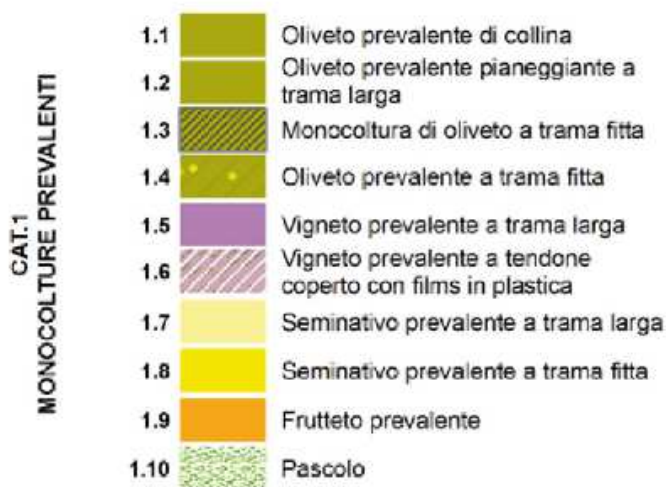 CAT.1
MONOCOLTURE PREVALENTI
1.1 Oliveto prevalente di collina
1.2 Oliveto prevalente pianeggiante a
trama larga
1.3 Monocoltura di oliveto a trama fitta
1.4 Oliveto prevalente a trama fitta
1.5 Vigneto prevalente a trama larga
1.6 Vigneto prevalente a tendone
coperto con films in plastica
1.7 Seminativo prevalente a trama larga
1.8 Seminativo prevalente a trama fitta
1.9 Frutteto prevalente
1.10 Pascolo